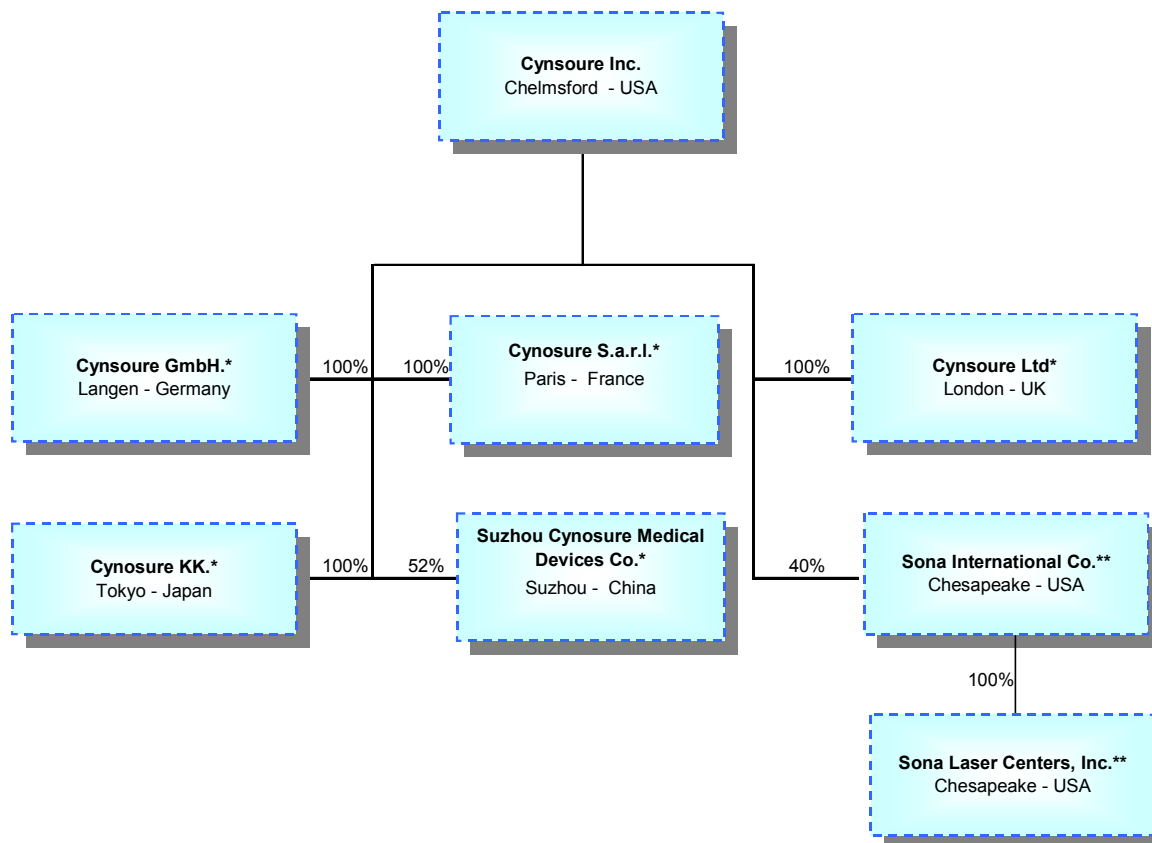 Cynsoure Inc.
Chelmsford - USA
Cynsoure GmbH.*
Langen - Germany
100%
100%
Cynosure S.a.r.l.*
Paris - France
100%
Cynsoure Ltd*
London - UK
Cynosure KK.*
Tokyo - Japan
100%
52%
Suzhou Cynosure Medical
Devices Co.*
Suzhou - China
40%
Sona International Co.**
Chesapeake - USA
100%
Sona Laser Centers, Inc.**
Chesapeake - USA